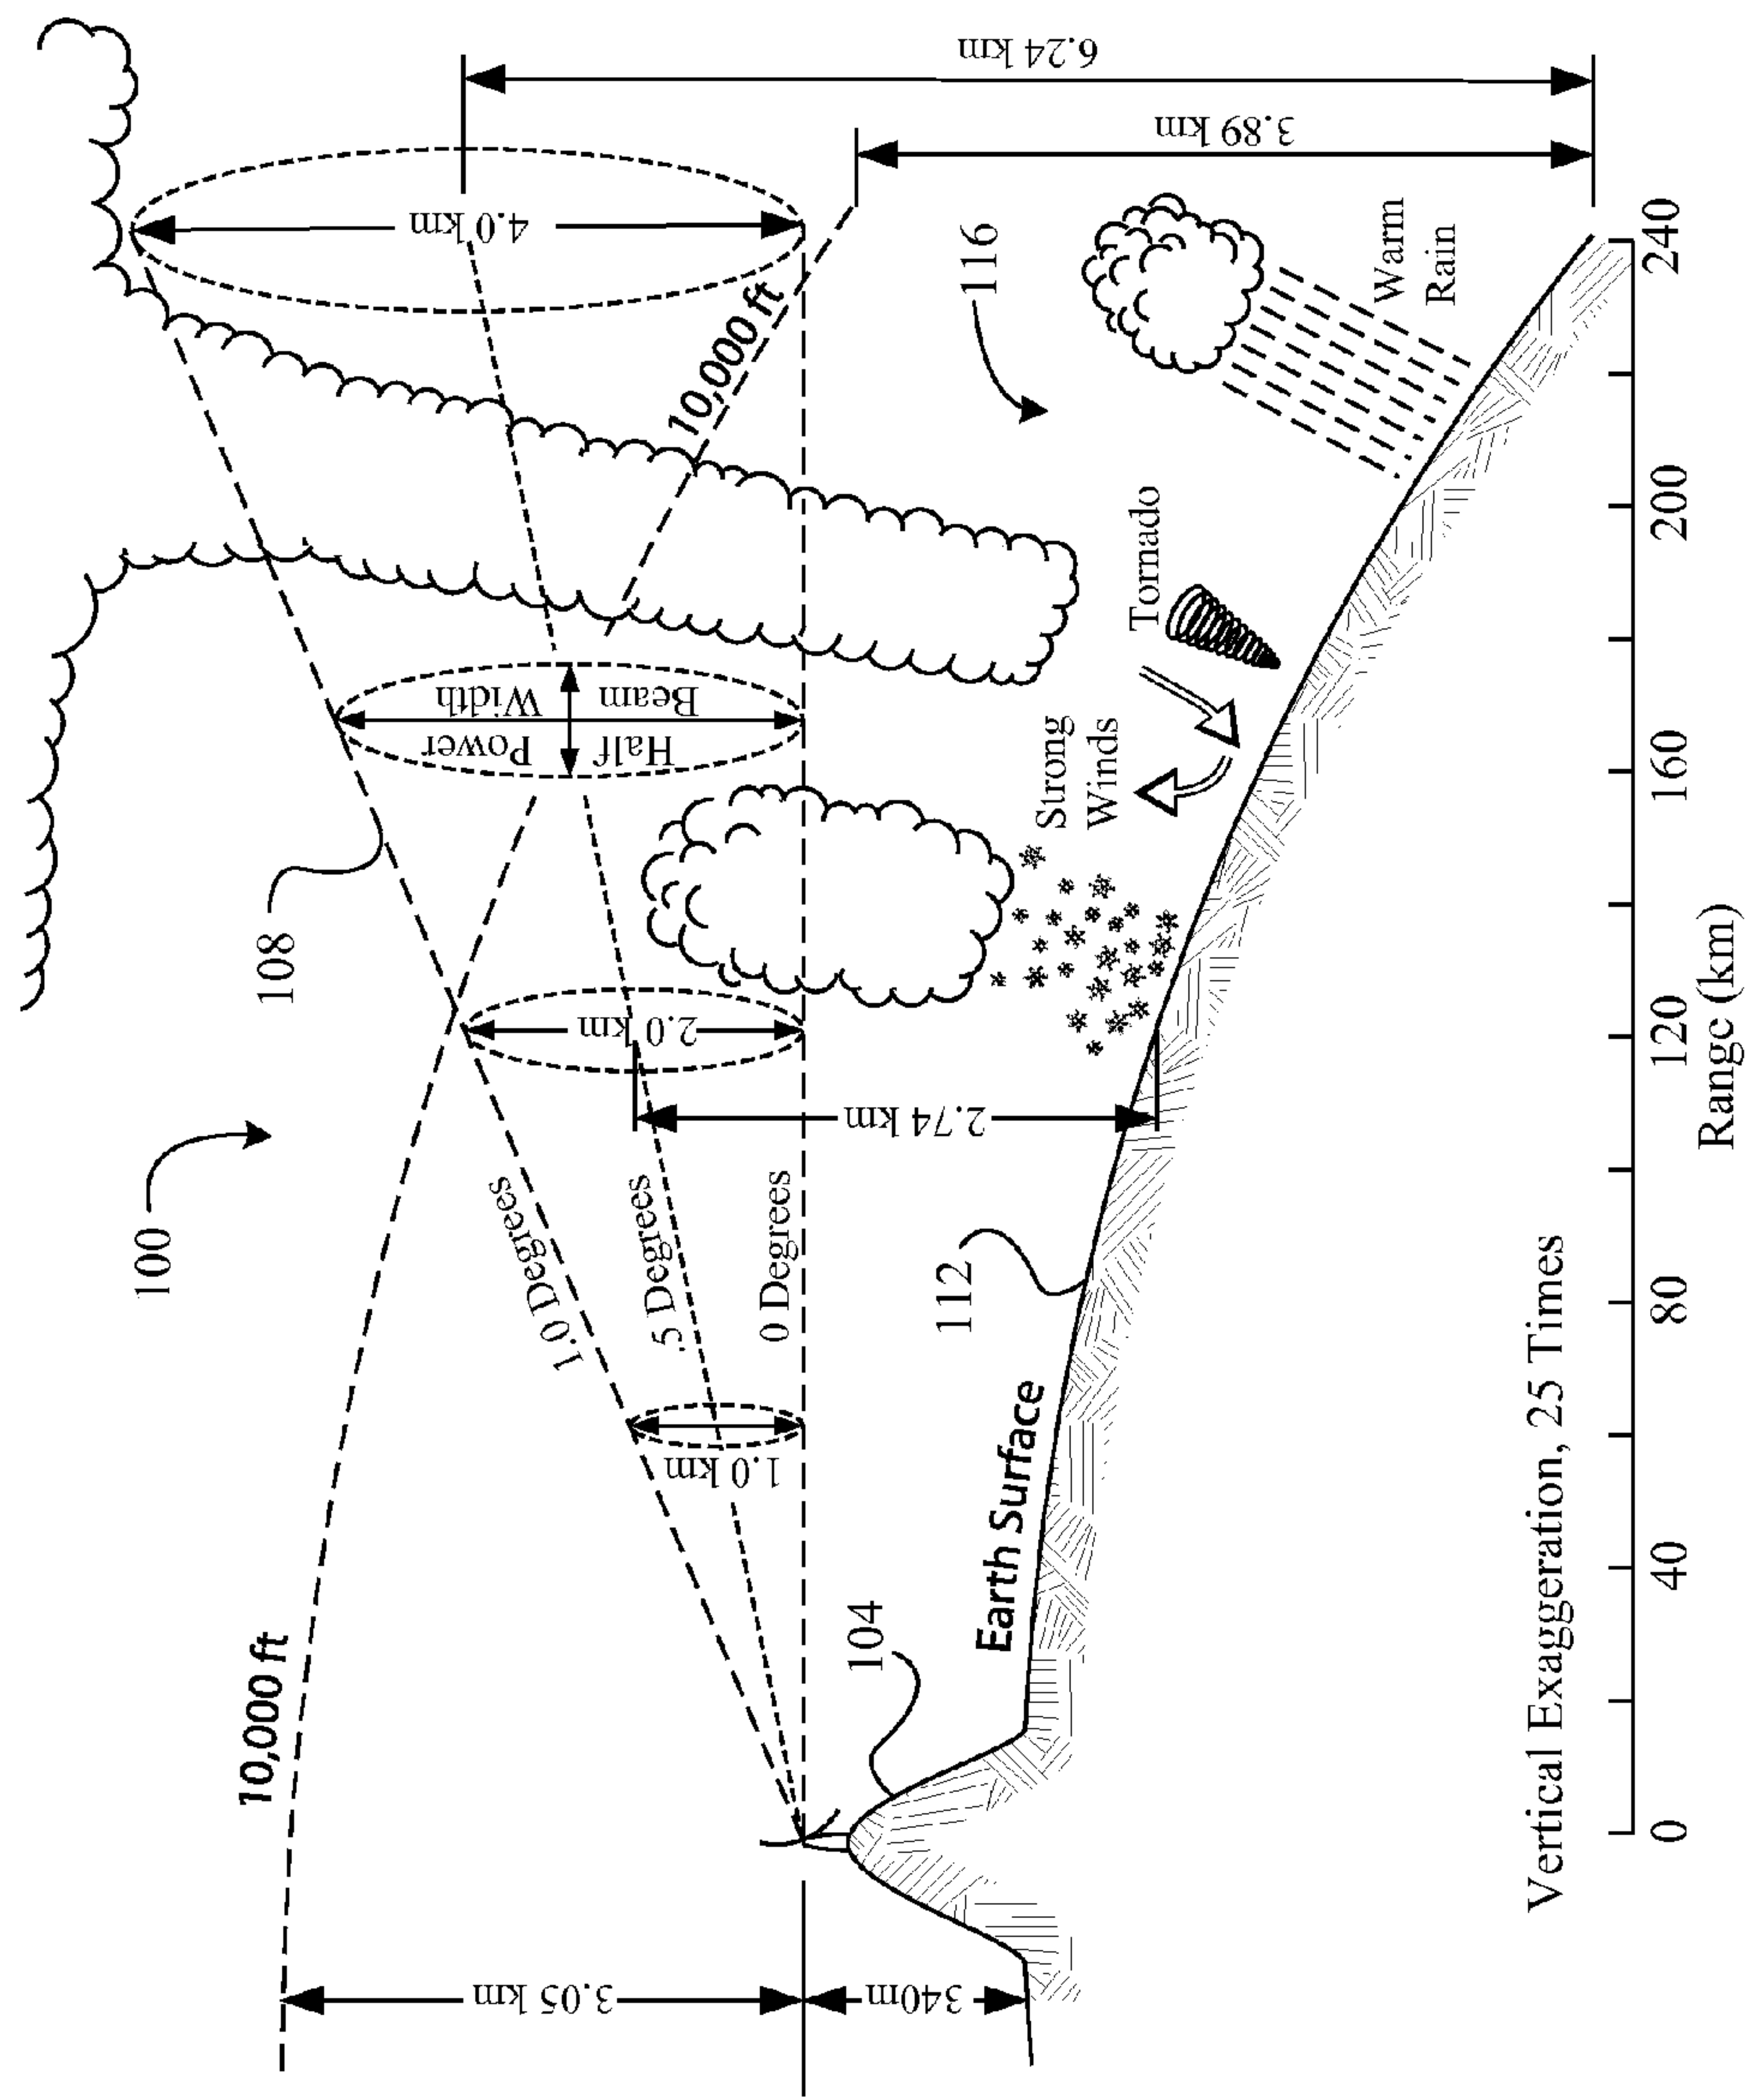 100
108
10,000 ft
1.0 Degrees
.5 Degrees
0 Degrees
1.0 km
2.0 km
2.74 km
Half
Power
Beam
Width
4.0 km
10,000 ft
6.24 km
3.89 km
116
3.05 km
340m
104
Earth Surface
112
Strong
Winds
Tornado
Warm
Rain
0
40
80
120
160
200
240
Range (km)
Vertical Exaggeration, 25 Times